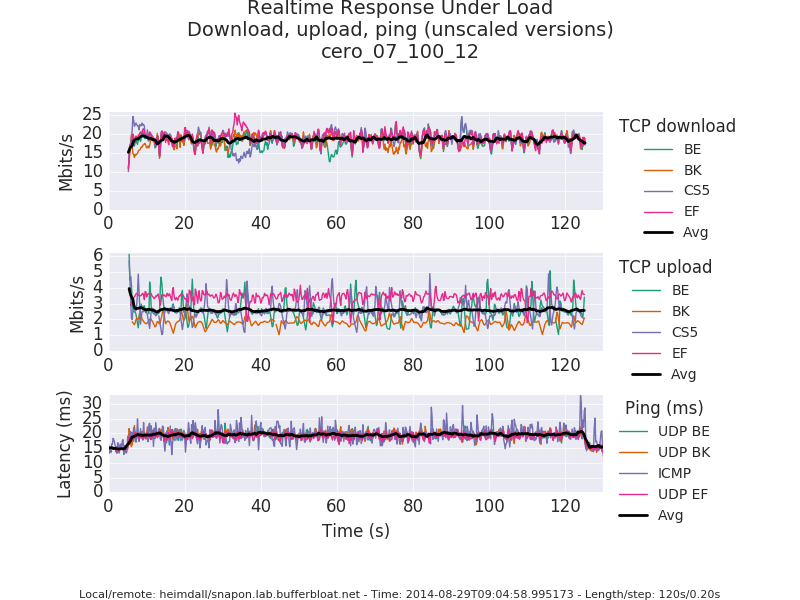 Realtime Response Under Load
Download, upload, ping (unscaled versions)
cero_07_100_12
Mbits/s
25
20
15
10
5
0
0 20 40 60 80 100 120
TCP download
BE
BK
CS5
EF
Avg
Mbits/s
6
5
4
3
2
1
0
0 20 40 60 80 100 120
TCP upload
BE
BK
CS5
EF
Avg
Latency (ms)
30
25
20
15
10
5
0
0 20 40 60 80 100 120
Time (s)
Ping (ms)
UDP BE
UDP BK
ICMP
UDP EF
Avg
Local/remote: heimdall/snapon.lab.bufferbloat.net - Time: 2014-08-29T09:04:58.995173 - Length/step: 120s/0.20s